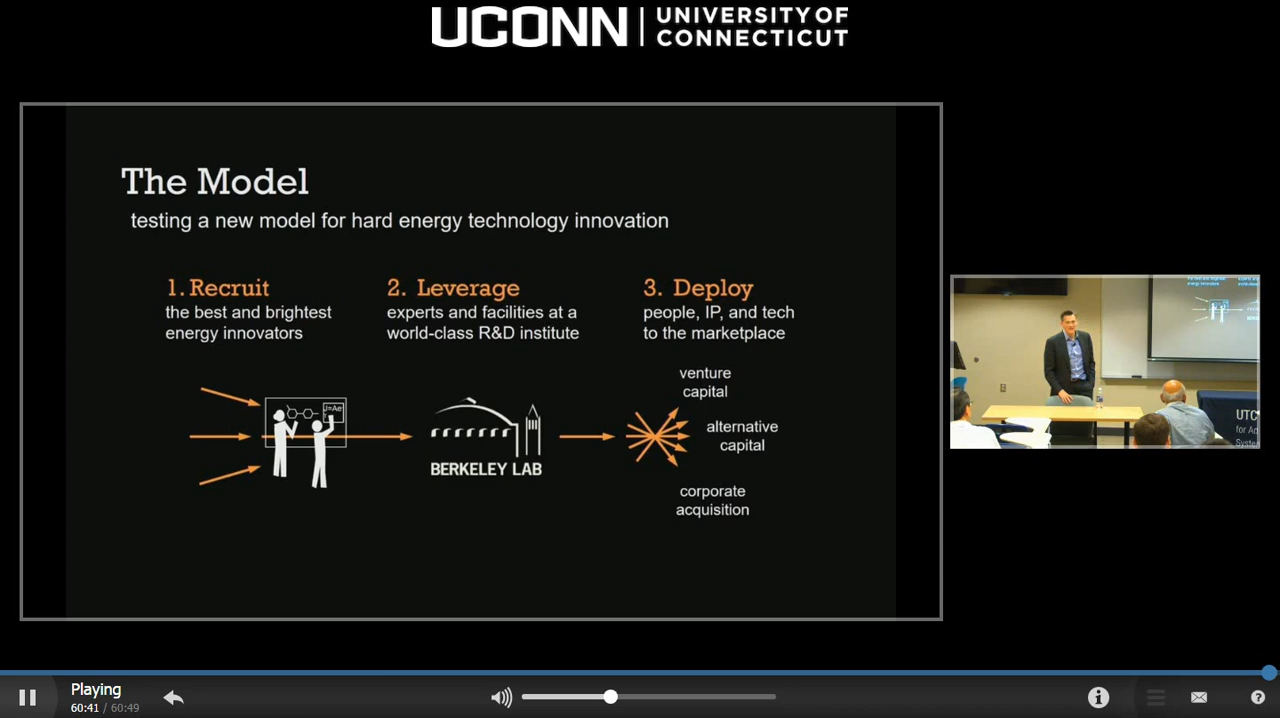 UCONN
UNIVERSITY OF
CONNECTICUT
The Model
testing a new model for hard energy technology innovation
1. Recruit
the best and brightest
energy innovators
2. Leverage
experts and facilities at a
world-class R&D institute
3. Deploy
people, IP, and tech
to the marketplace
BERKELEY LAB
venture
capital
alternative
capital
corporate
acquisition
UTC
for
Playing
60:41 / 60:49